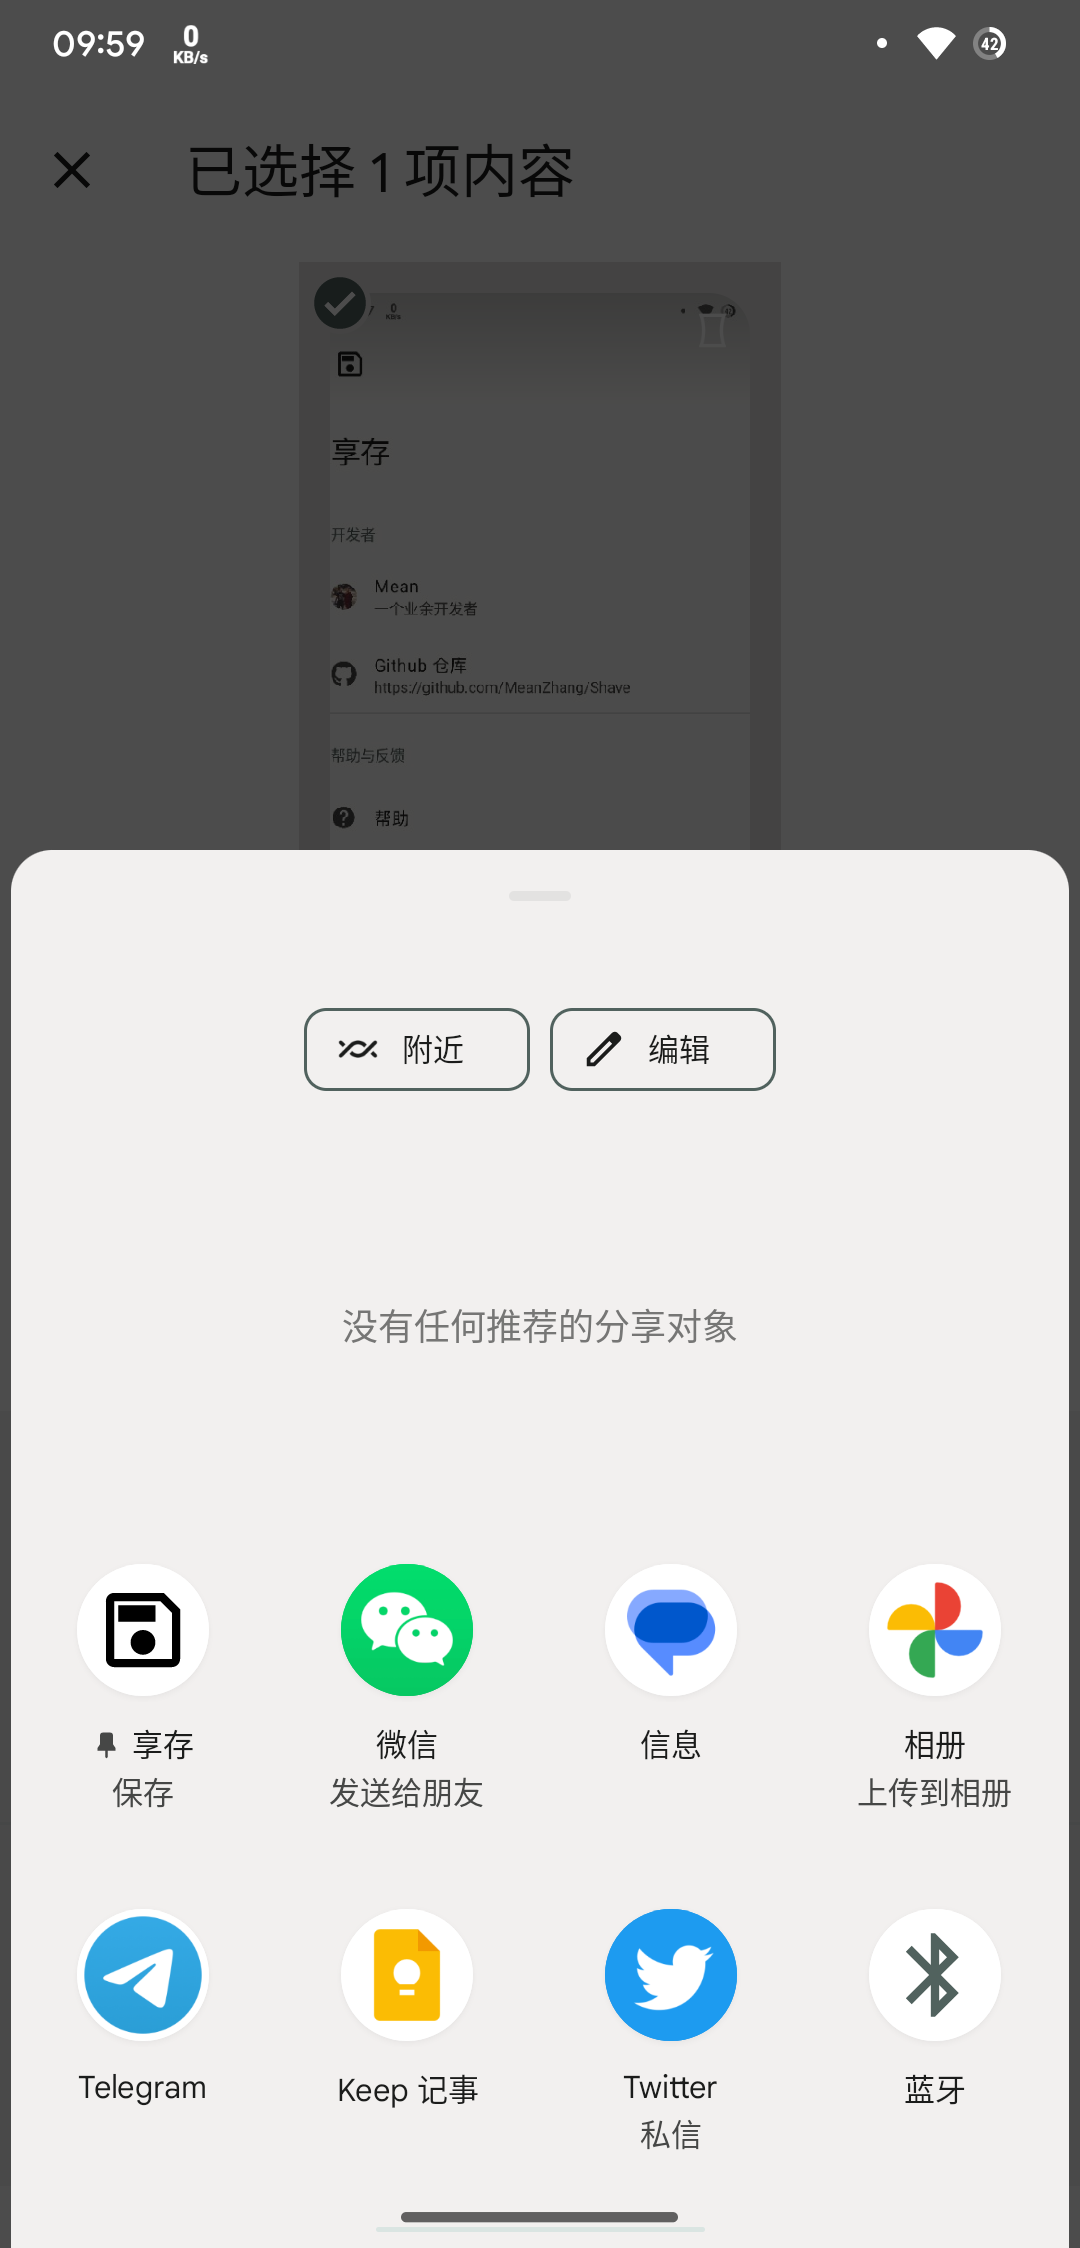 09:59
0
KB/s
42
已选择 1 项内容
0
KB/s
享存
开发者
Mean
一个业余开发者
Github 仓库
https://github.com/MeanZhang/Shave
帮助与反馈
帮助
附近
编辑
没有任何推荐的分享对象
享存
保存
微信
发送给朋友
信息
相册
上传到相册
Telegram
Keep 记事
Twitter
私信
蓝牙